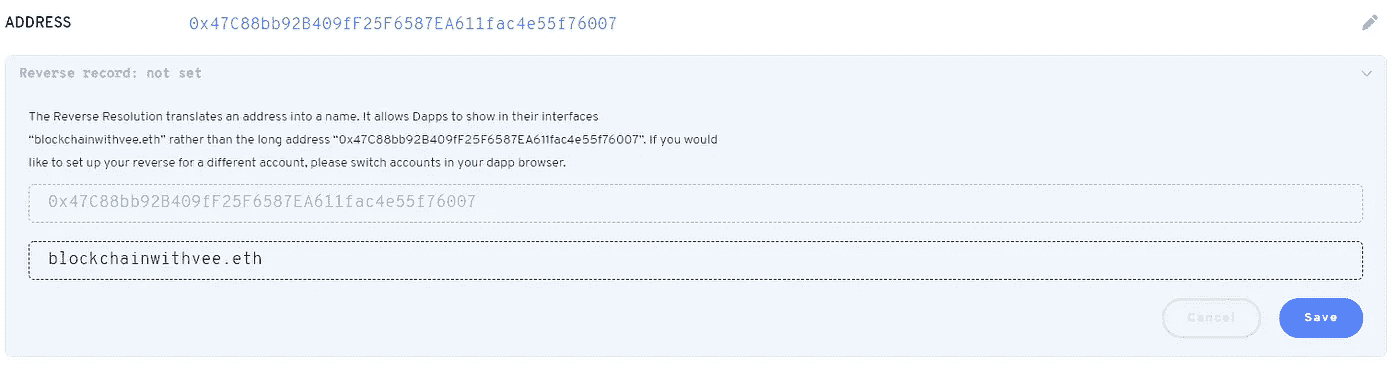 ADDRESS 0x47C88bb92B409fF25F6587EA611fac4e55f76007
Reverse record: not set
The Reverse Resolution translates an address into a name. It allows Dapps to show in their interfaces
“blockchainwithvee.eth” rather than the long address “0x47C88bb92B409fF25F6587EA611fac4e55f76007”. If you would
like to set up your reverse for a different account, please switch accounts in your dapp browser.
0x47C88bb92B409fF25F6587EA611fac4e55f76007
blockchainwithvee.eth
Cancel Save